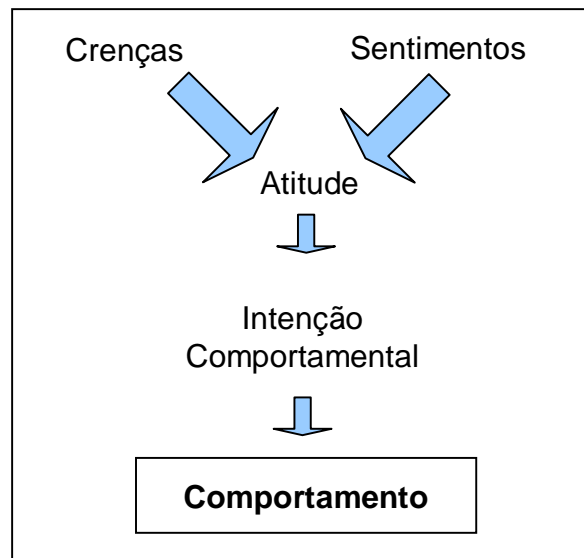 Crenças
Sentimentos
Atitude
Intenção
Comportamental
Comportamento